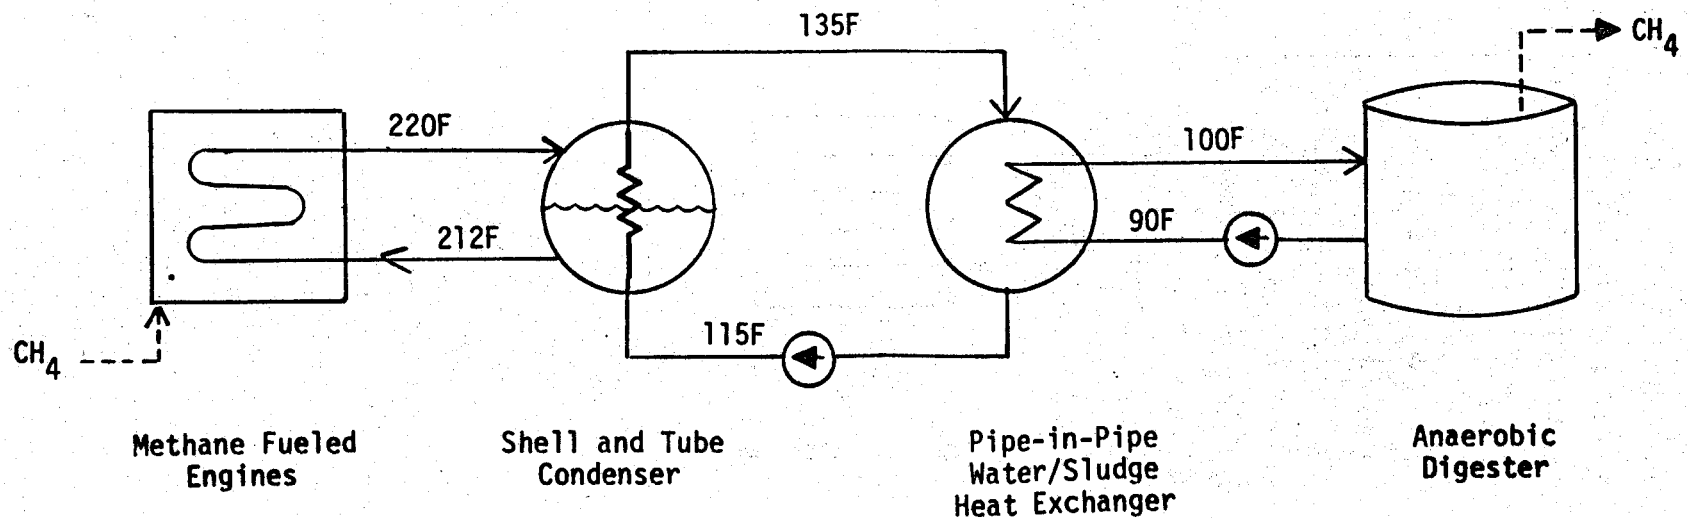 135F
CH4
220F
100F
212F
90F
115F
CH4
Methane Fueled
Engines
Shell and Tube
Condenser
Pipe-in-Pipe
Water/Sludge
Heat Exchanger
Anaerobic
Digester